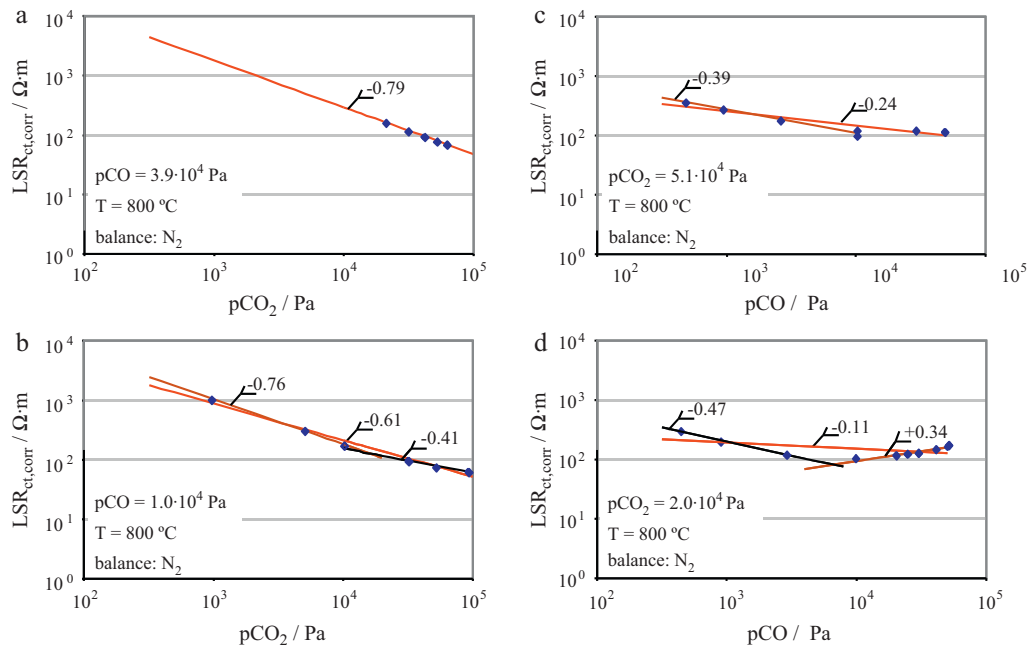 a
LSR_ct,corr / Ω·m
10^4
10^3
10^2
10^1
10^0
-0.79
pCO = 3.9·10^4 Pa
T = 800 ºC
balance: N_2
10^2
10^3
10^4
10^5
pCO_2 / Pa
c
LSR_ct,corr / Ω·m
10^4
10^3
10^2
10^1
10^0
-0.39
-0.24
pCO_2 = 5.1·10^4 Pa
T = 800 ºC
balance: N_2
10^2
10^3
10^4
10^5
pCO / Pa
b
LSR_ct,corr / Ω·m
10^4
10^3
10^2
10^1
10^0
-0.76
-0.61
-0.41
pCO = 1.0·10^4 Pa
T = 800 ºC
balance: N_2
10^2
10^3
10^4
10^5
pCO_2 / Pa
d
LSR_ct,corr / Ω·m
10^4
10^3
10^2
10^1
10^0
-0.47
-0.11
+0.34
pCO_2 = 2.0·10^4 Pa
T = 800 ºC
balance: N_2
10^2
10^3
10^4
10^5
pCO / Pa